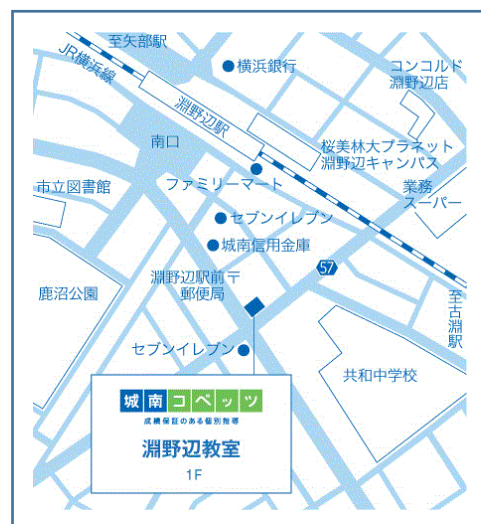 至矢部駅
JR横浜線
横浜銀行
コンコルド
淵野辺店
淵野辺駅
南口
桜美林大プラネット
淵野辺キャンパス
ファミリーマート
市立図書館
業務
スーパー
セブンイレブン
城南信用金庫
57
淵野辺駅前〒
郵便局
鹿沼公園
至古淵駅
セブンイレブン
共和中学校
城南コベッツ
成績保証のある個別指導
淵野辺教室
1F